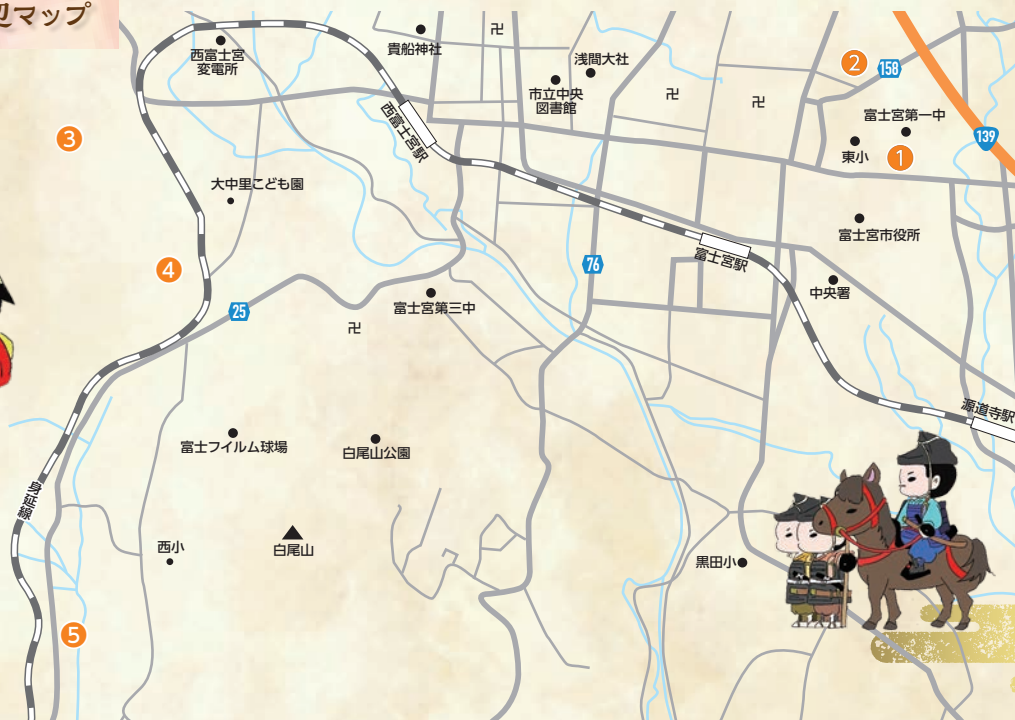 辺マップ
西富士宮
変電所
貴船神社
卍
浅間大社
市立中央
図書館
卍
卍
2
158
富士宮第一中
139
東小
1
3
西富士宮駅
大中里こども園
富士宮市役所
富士宮駅
76
4
中央署
25
富士宮第三中
卍
源道寺駅
富士フイルム球場
白尾山公園
身延線
西小
白尾山
黒田小
5